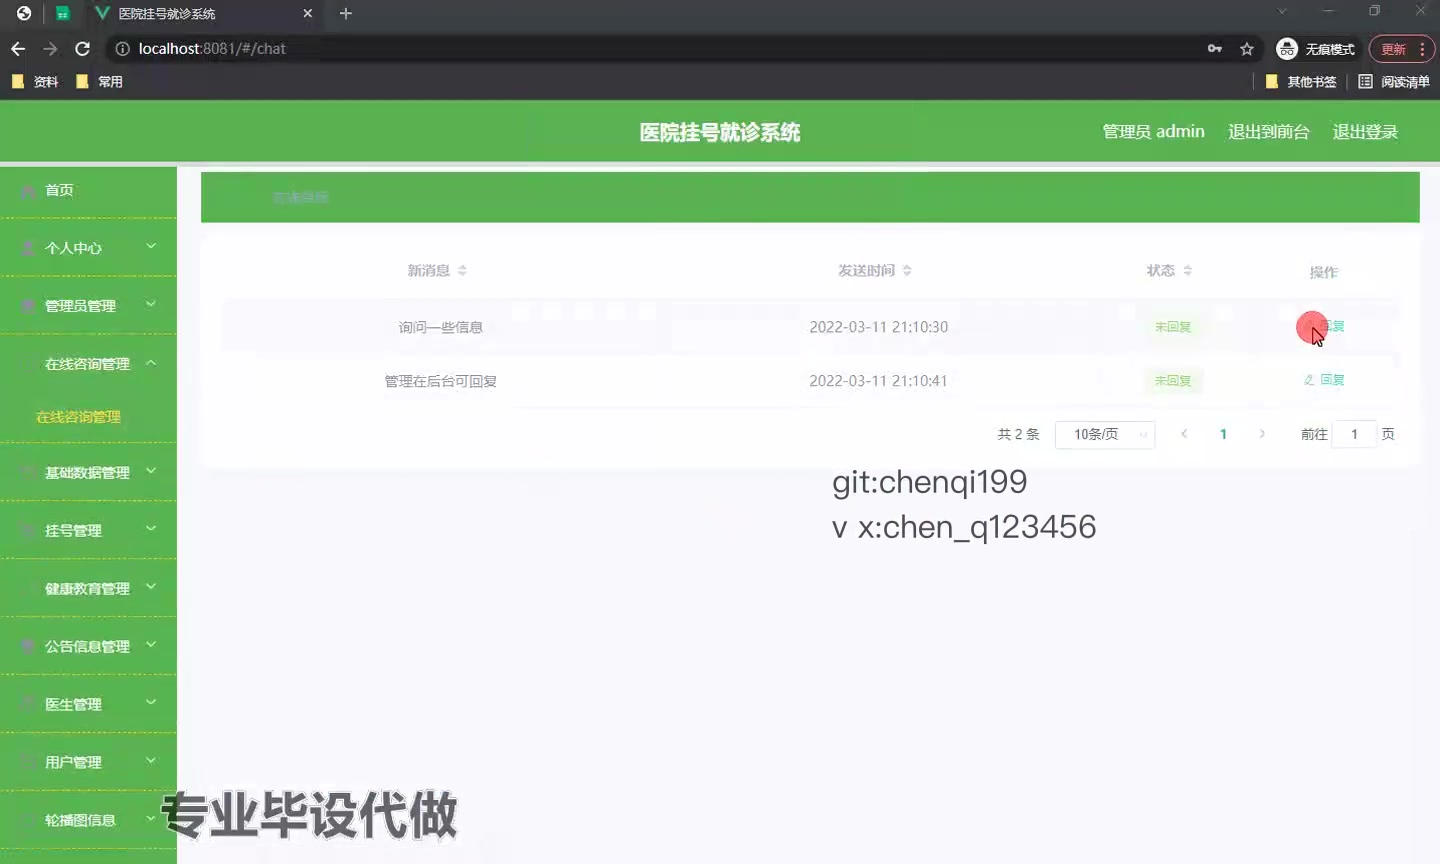 医院挂号就诊系统
localhost:8081/#/chat
无痕模式
更新
资料
常用
其他书签
阅读清单
医院挂号就诊系统
管理员 admin
退出到前台
退出登录
首页
个人中心
管理员管理
在线咨询管理
在线咨询管理
基础数据管理
挂号管理
健康教育管理
公告信息管理
医生管理
用户管理
轮播图信息
新消息
发送时间
状态
操作
询问一些信息
2022-03-11 21:10:30
未回复
回复
管理在后台可回复
2022-03-11 21:10:41
未回复
回复
共 2 条
10条/页
1
前往
1
页
git:chenqi199
v x:chen_q123456
专业毕设代做